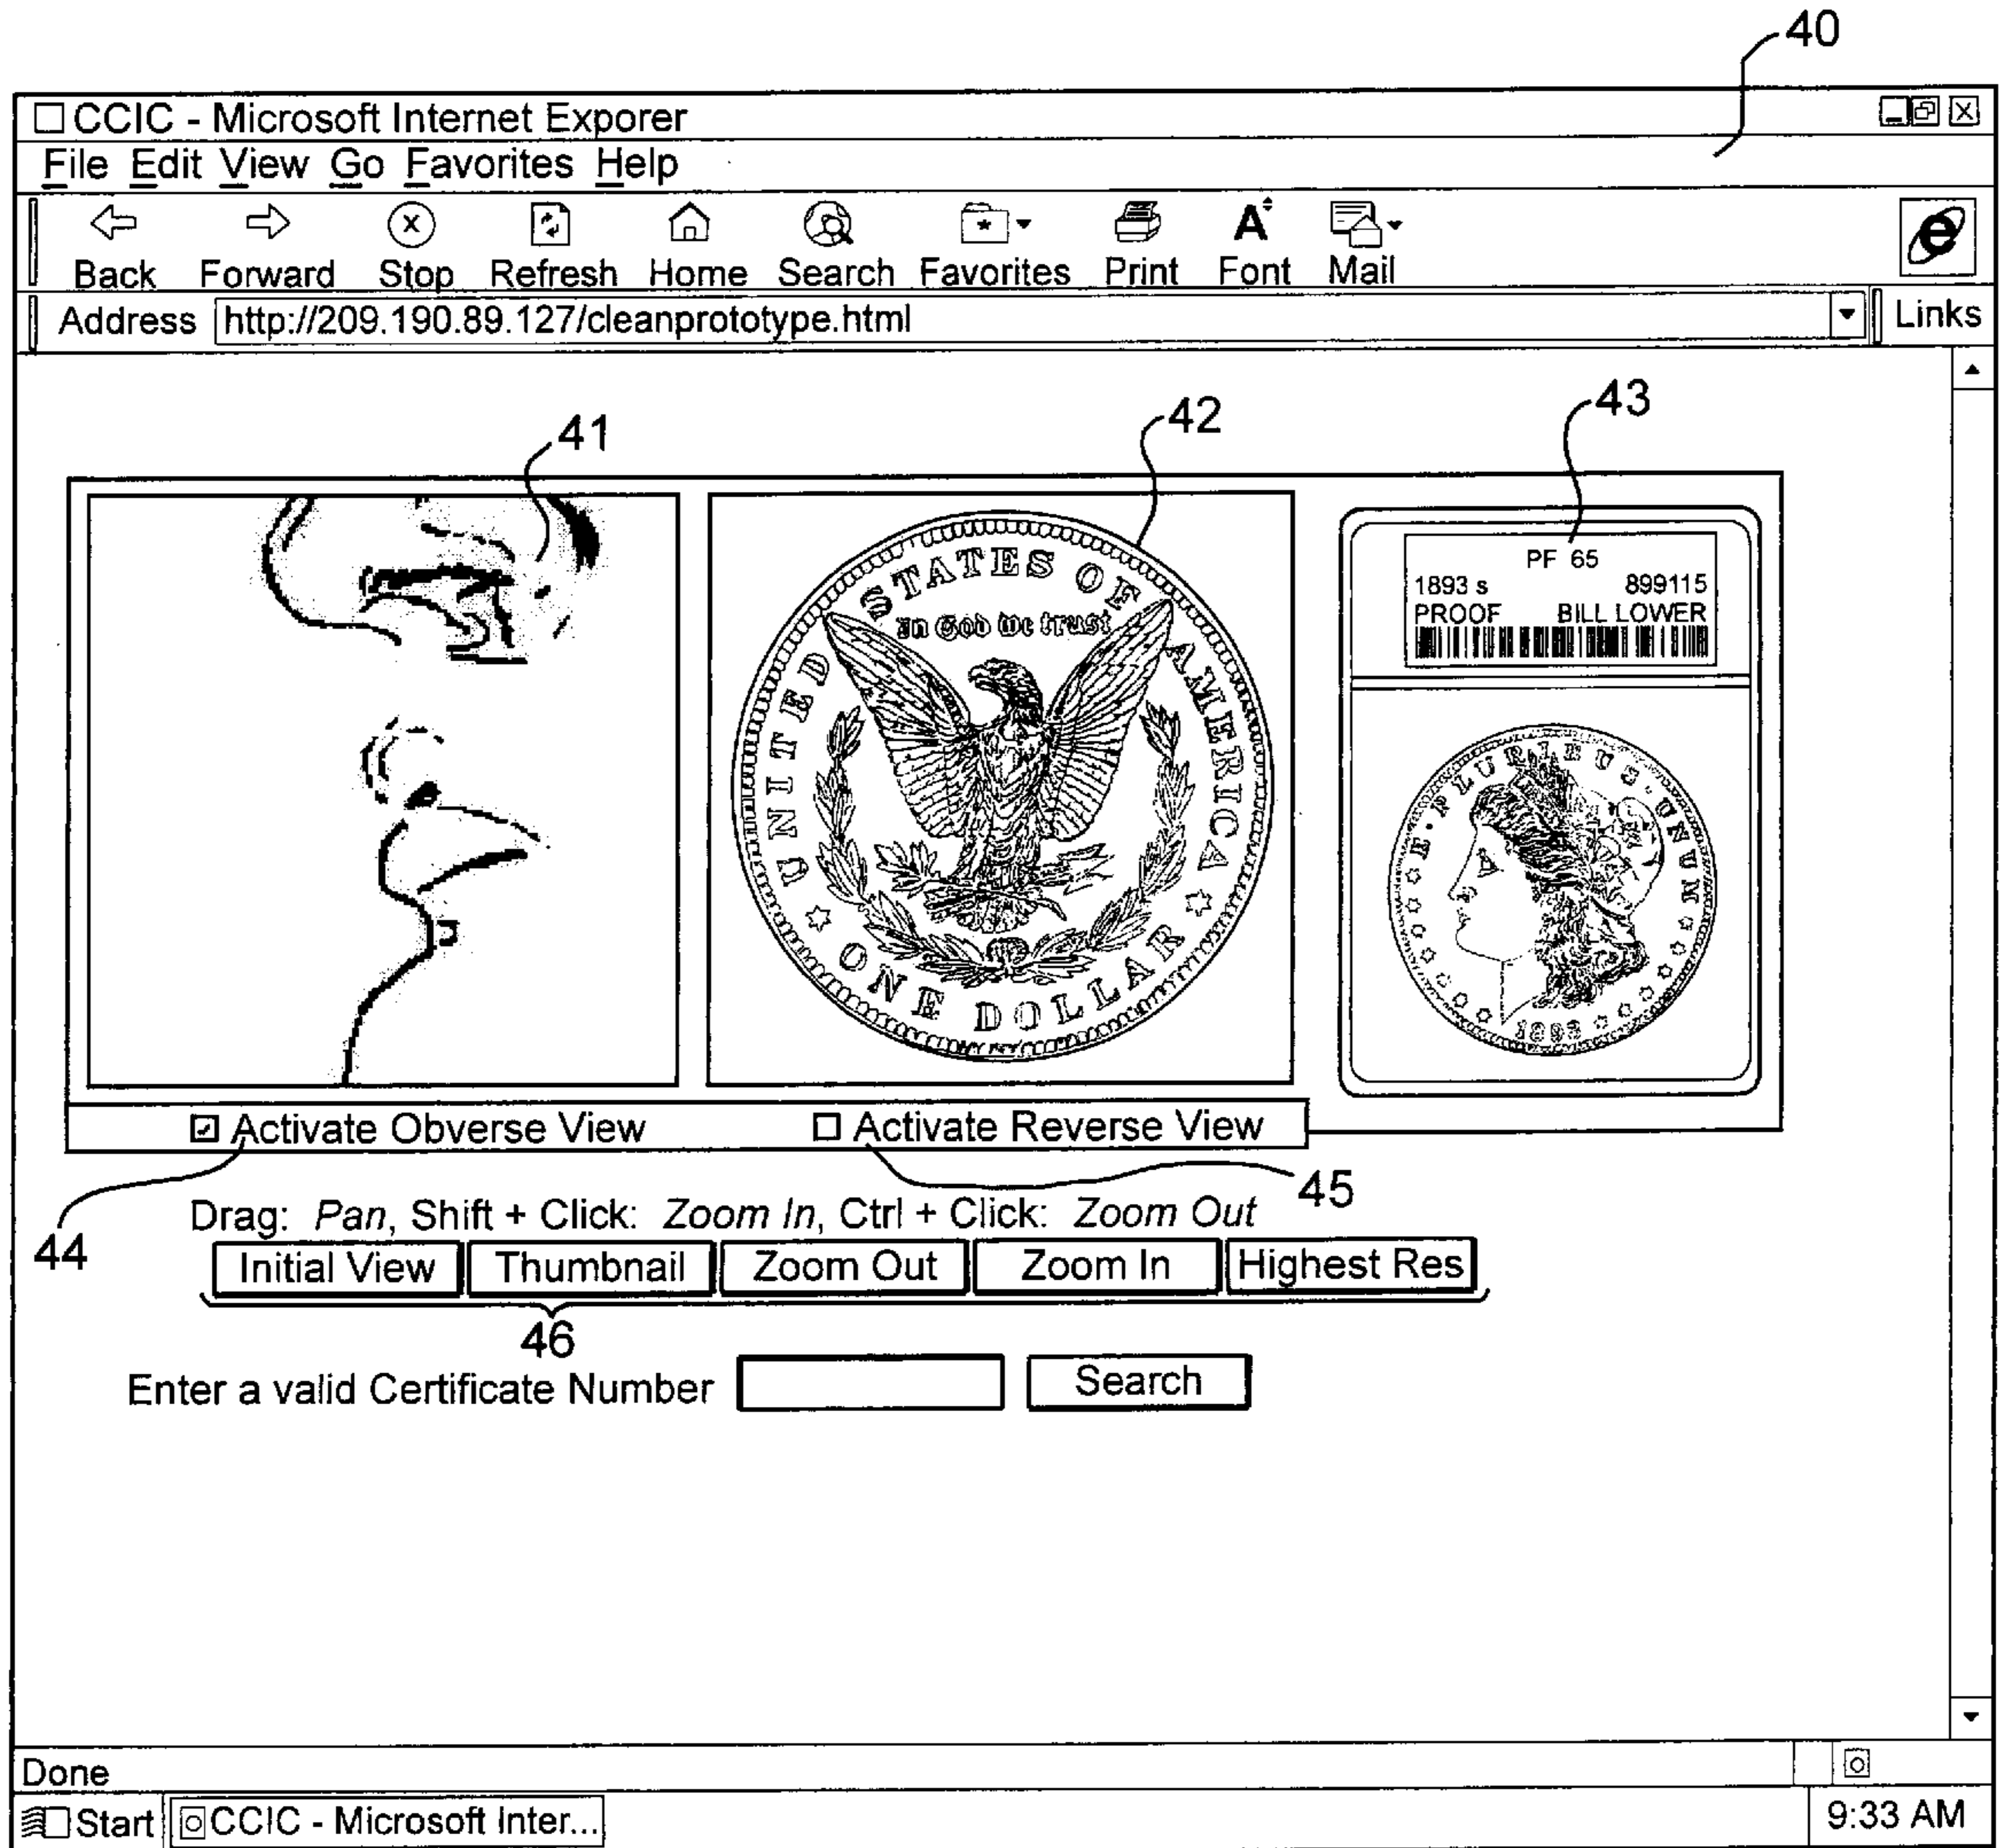 40
CCIC - Microsoft Internet Exporer
File Edit View Go Favorites Help
Back Forward Stop Refresh Home Search Favorites Print Font Mail
Address http://209.190.89.127/cleanprototype.html Links
41 42 43
UNITED STATES OF AMERICA
In God we trust
ONE DOLLAR
PF 65
1893 s 899115
PROOF BILL LOWER
E·PLURIBUS·UNUM
1893
Activate Obverse View Activate Reverse View
44 45
Drag: Pan, Shift + Click: Zoom In, Ctrl + Click: Zoom Out
Initial View Thumbnail Zoom Out Zoom In Highest Res
46
Enter a valid Certificate Number Search
Done
Start CCIC - Microsoft Inter... 9:33 AM